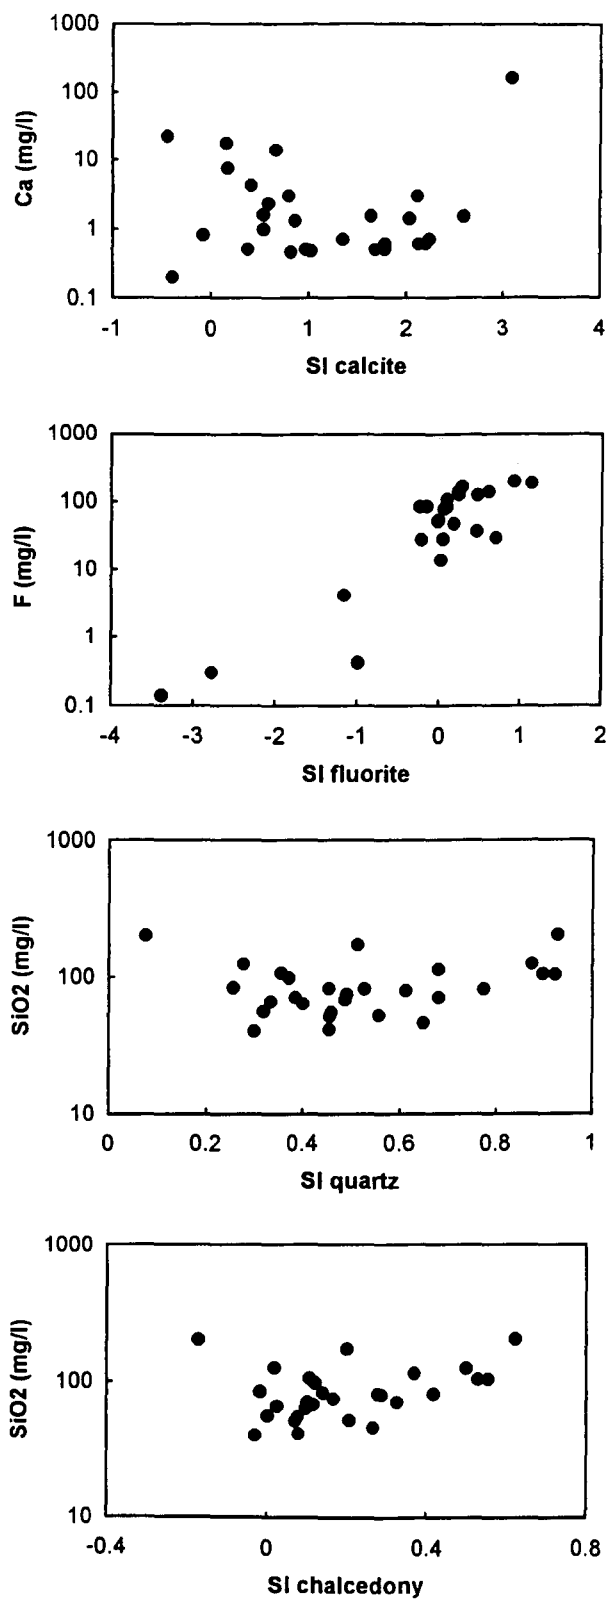 1000
100
10
1
0.1
Ca (mg/l)
-1 0 1 2 3 4
SI calcite
1000
100
10
1
0.1
F (mg/l)
-4 -3 -2 -1 0 1 2
SI fluorite
1000
100
10
SiO2 (mg/l)
0 0.2 0.4 0.6 0.8 1
SI quartz
1000
100
10
SiO2 (mg/l)
-0.4 0 0.4 0.8
SI chalcedony